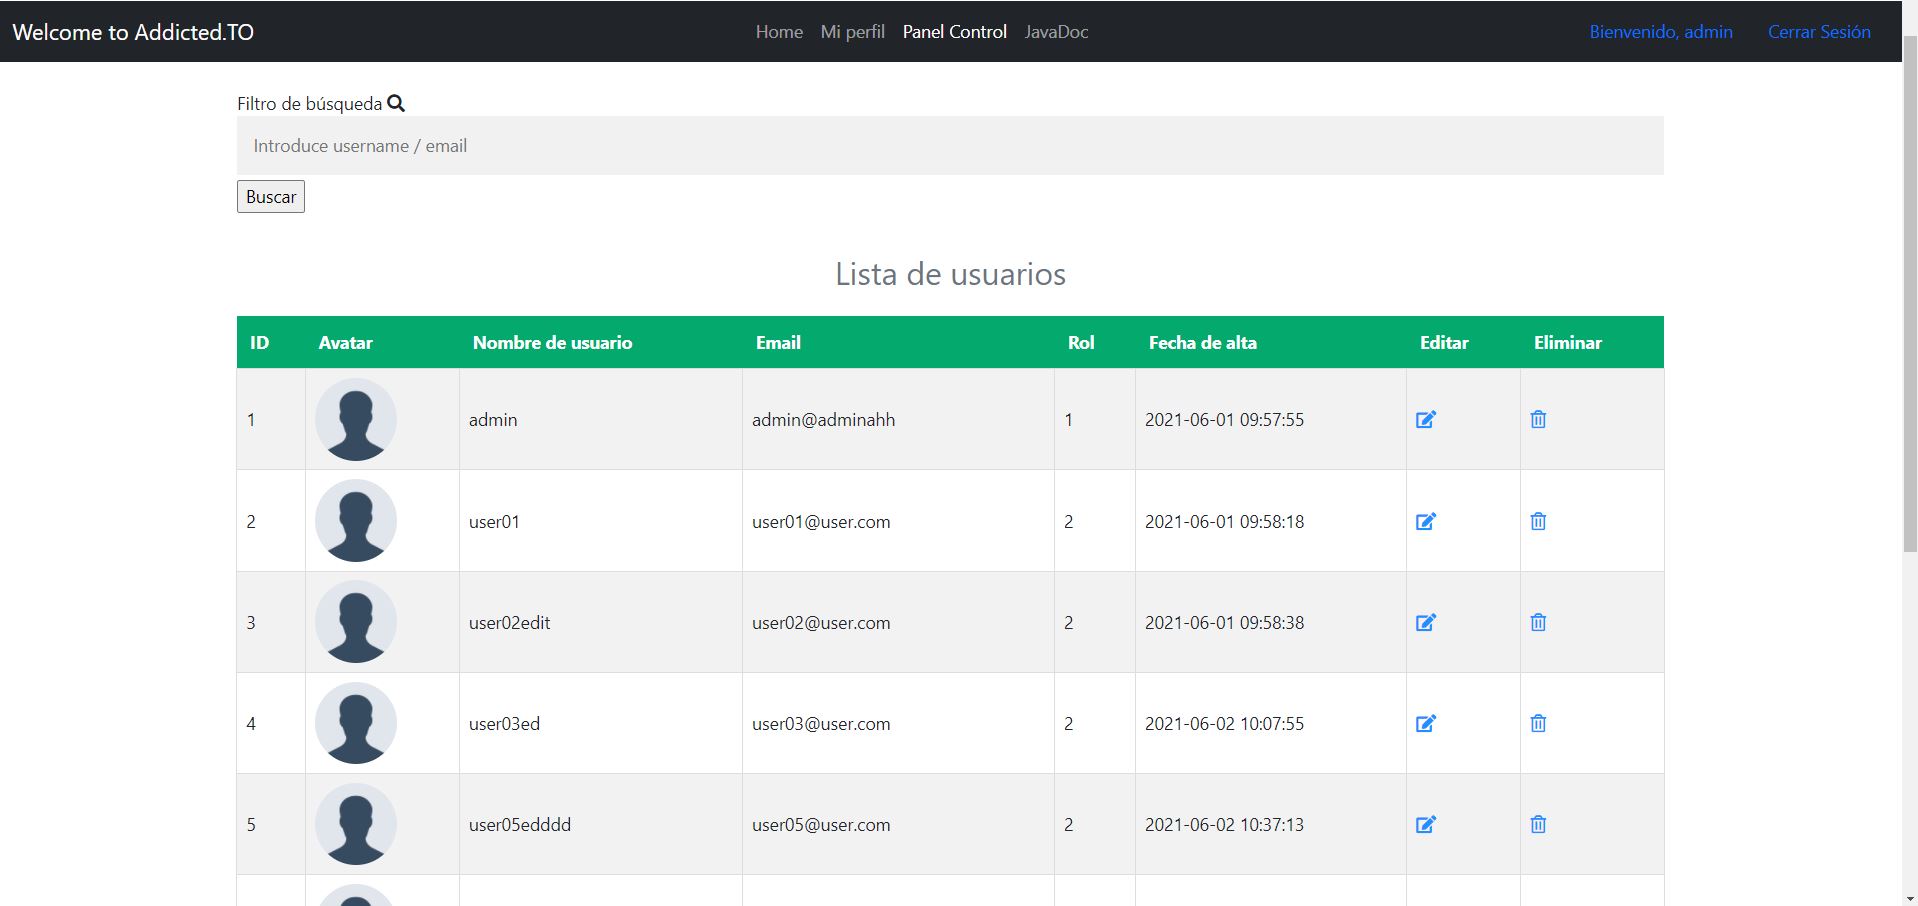 Welcome to Addicted.TO Home Mi perfil Panel Control JavaDoc Bienvenido, admin Cerrar Sesión
Filtro de búsqueda
Introduce username / email
Buscar
Lista de usuarios
ID Avatar Nombre de usuario Email Rol Fecha de alta Editar Eliminar
1 admin admin@adminahh 1 2021-06-01 09:57:55
2 user01 user01@user.com 2 2021-06-01 09:58:18
3 user02edit user02@user.com 2 2021-06-01 09:58:38
4 user03ed user03@user.com 2 2021-06-02 10:07:55
5 user05edddd user05@user.com 2 2021-06-02 10:37:13